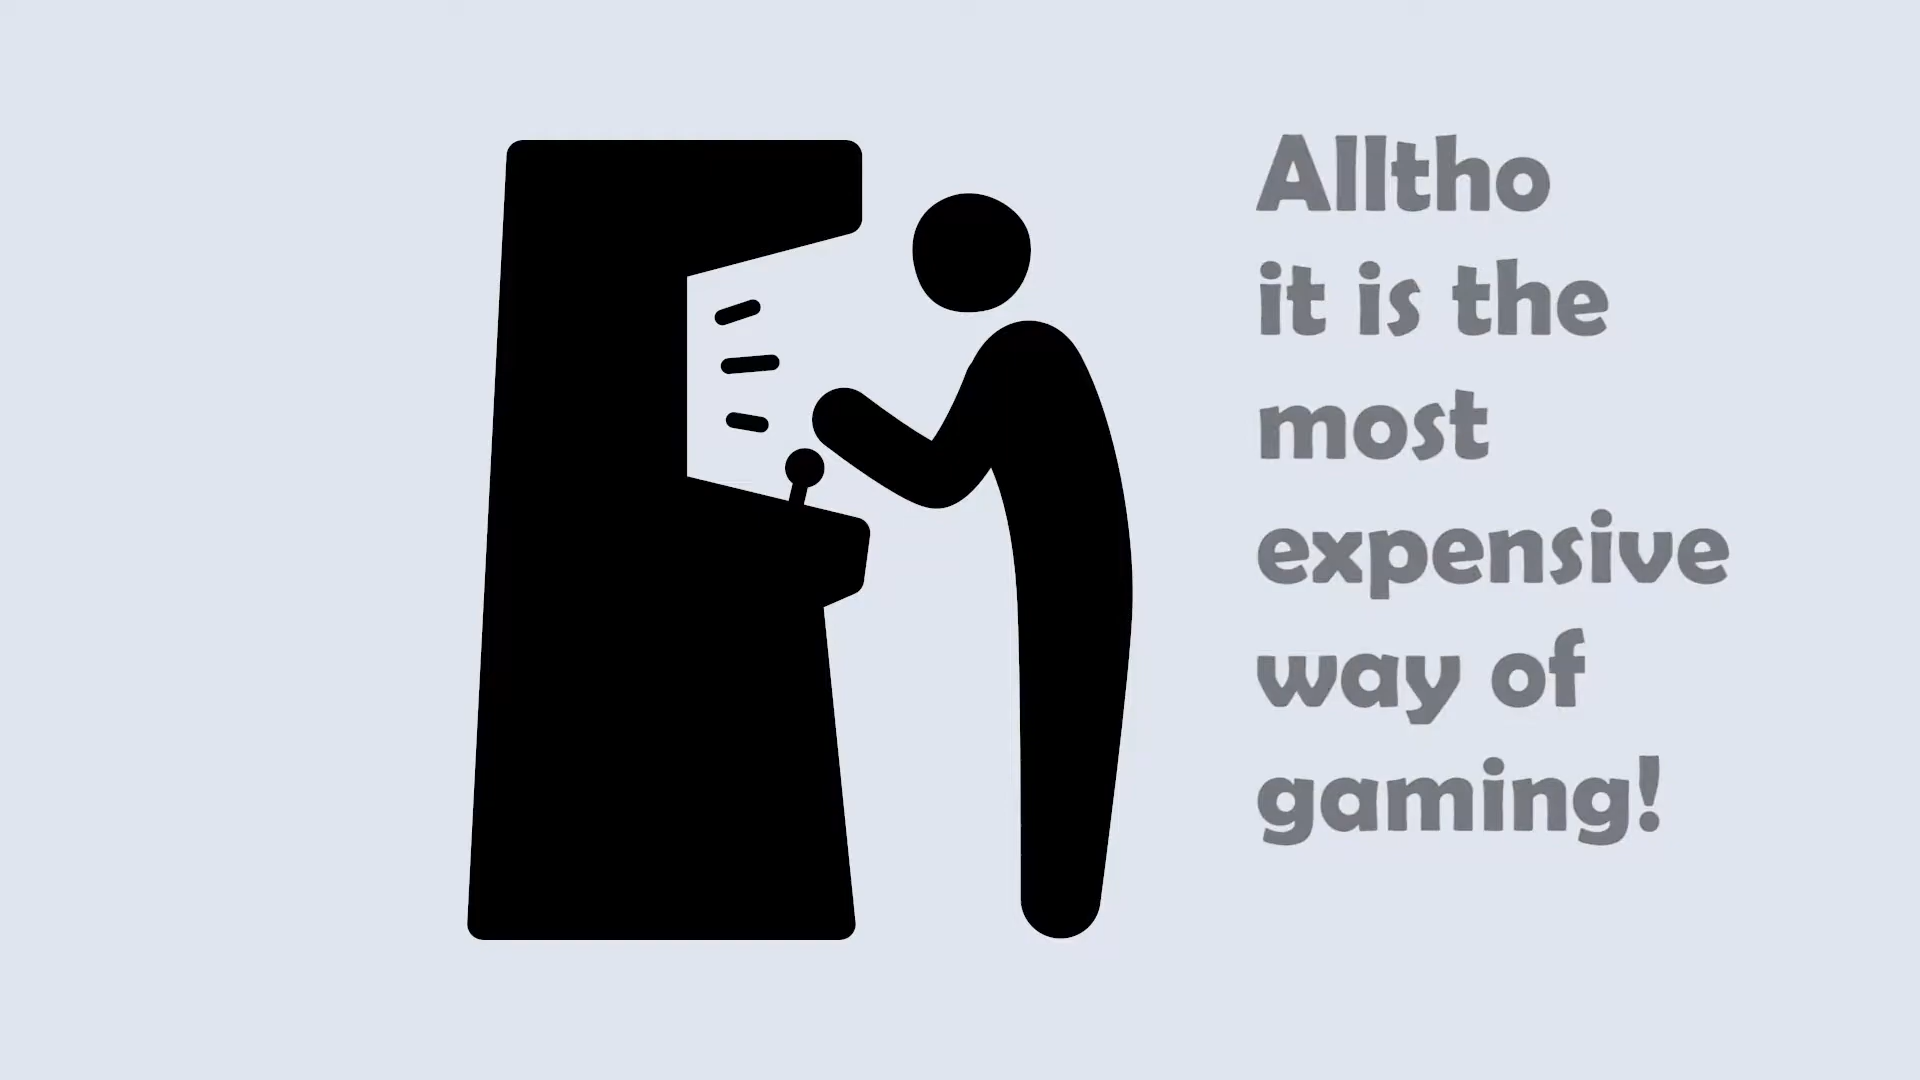 Alltho
it is the
most
expensive
way of
gaming!